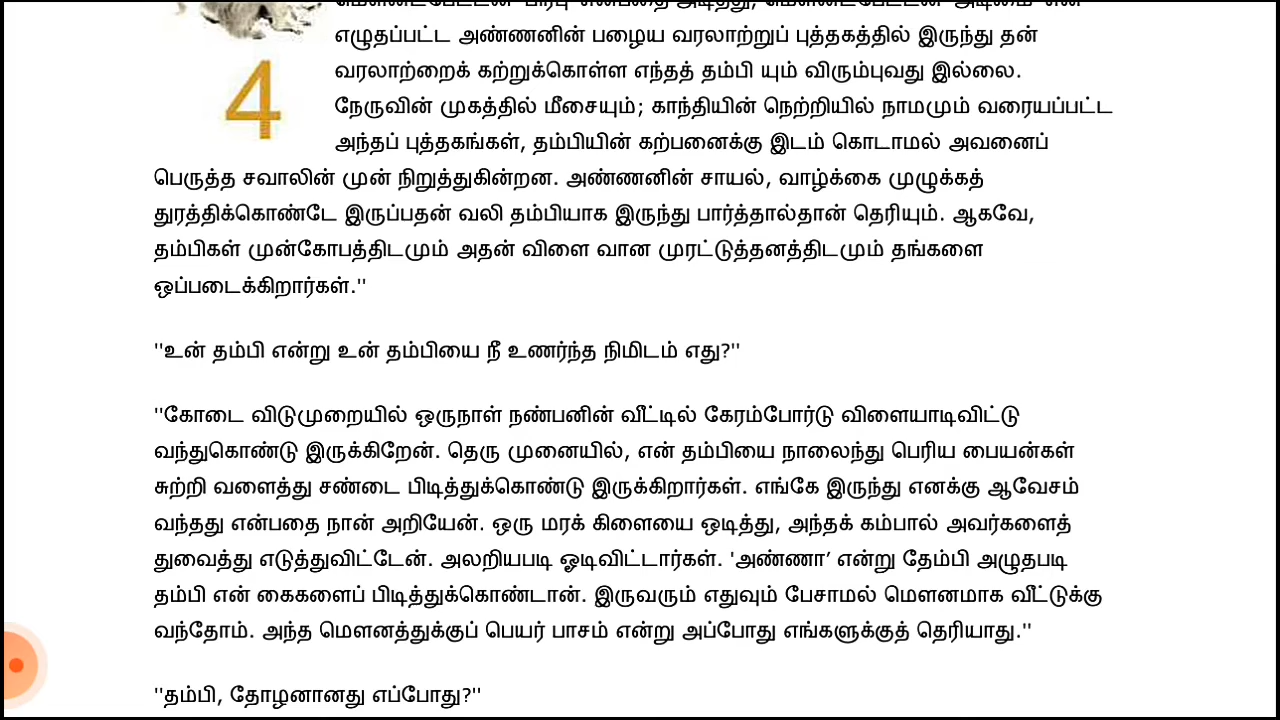 எழுதப்பட்ட அண்ணனின் பழைய வரலாற்றுப் புத்தகத்தில் இருந்து தன்
4
வரலாற்றைக் கற்றுக்கொள்ள எந்தத் தம்பி யும் விரும்புவது இல்லை.
நேருவின் முகத்தில் மீசையும்; காந்தியின் நெற்றியில் நாமமும் வரையப்பட்ட
அந்தப் புத்தகங்கள், தம்பியின் கற்பனைக்கு இடம் கொடாமல் அவனைப்
பெருத்த சவாலின் முன் நிறுத்துகின்றன. அண்ணனின் சாயல், வாழ்க்கை முழுக்கத்
துரத்திக்கொண்டே இருப்பதன் வலி தம்பியாக இருந்து பார்த்தால்தான் தெரியும். ஆகவே,
தம்பிகள் முன்கோபத்திடமும் அதன் விளை வான முரட்டுத்தனத்திடமும் தங்களை
ஒப்படைக்கிறார்கள்.''
''உன் தம்பி என்று உன் தம்பியை நீ உணர்ந்த நிமிடம் எது?''
''கோடை விடுமுறையில் ஒருநாள் நண்பனின் வீட்டில் கேரம்போர்டு விளையாடிவிட்டு
வந்துகொண்டு இருக்கிறேன். தெரு முனையில், என் தம்பியை நாலைந்து பெரிய பையன்கள்
சுற்றி வளைத்து சண்டை பிடித்துக்கொண்டு இருக்கிறார்கள். எங்கே இருந்து எனக்கு ஆவேசம்
வந்தது என்பதை நான் அறியேன். ஒரு மரக் கிளையை ஒடித்து, அந்தக் கம்பால் அவர்களைத்
துவைத்து எடுத்துவிட்டேன். அலறியபடி ஓடிவிட்டார்கள். 'அண்ணா’ என்று தேம்பி அழுதபடி
தம்பி என் கைகளைப் பிடித்துக்கொண்டான். இருவரும் எதுவும் பேசாமல் மௌனமாக வீட்டுக்கு
வந்தோம். அந்த மௌனத்துக்குப் பெயர் பாசம் என்று அப்போது எங்களுக்குத் தெரியாது.''
''தம்பி, தோழனானது எப்போது?''